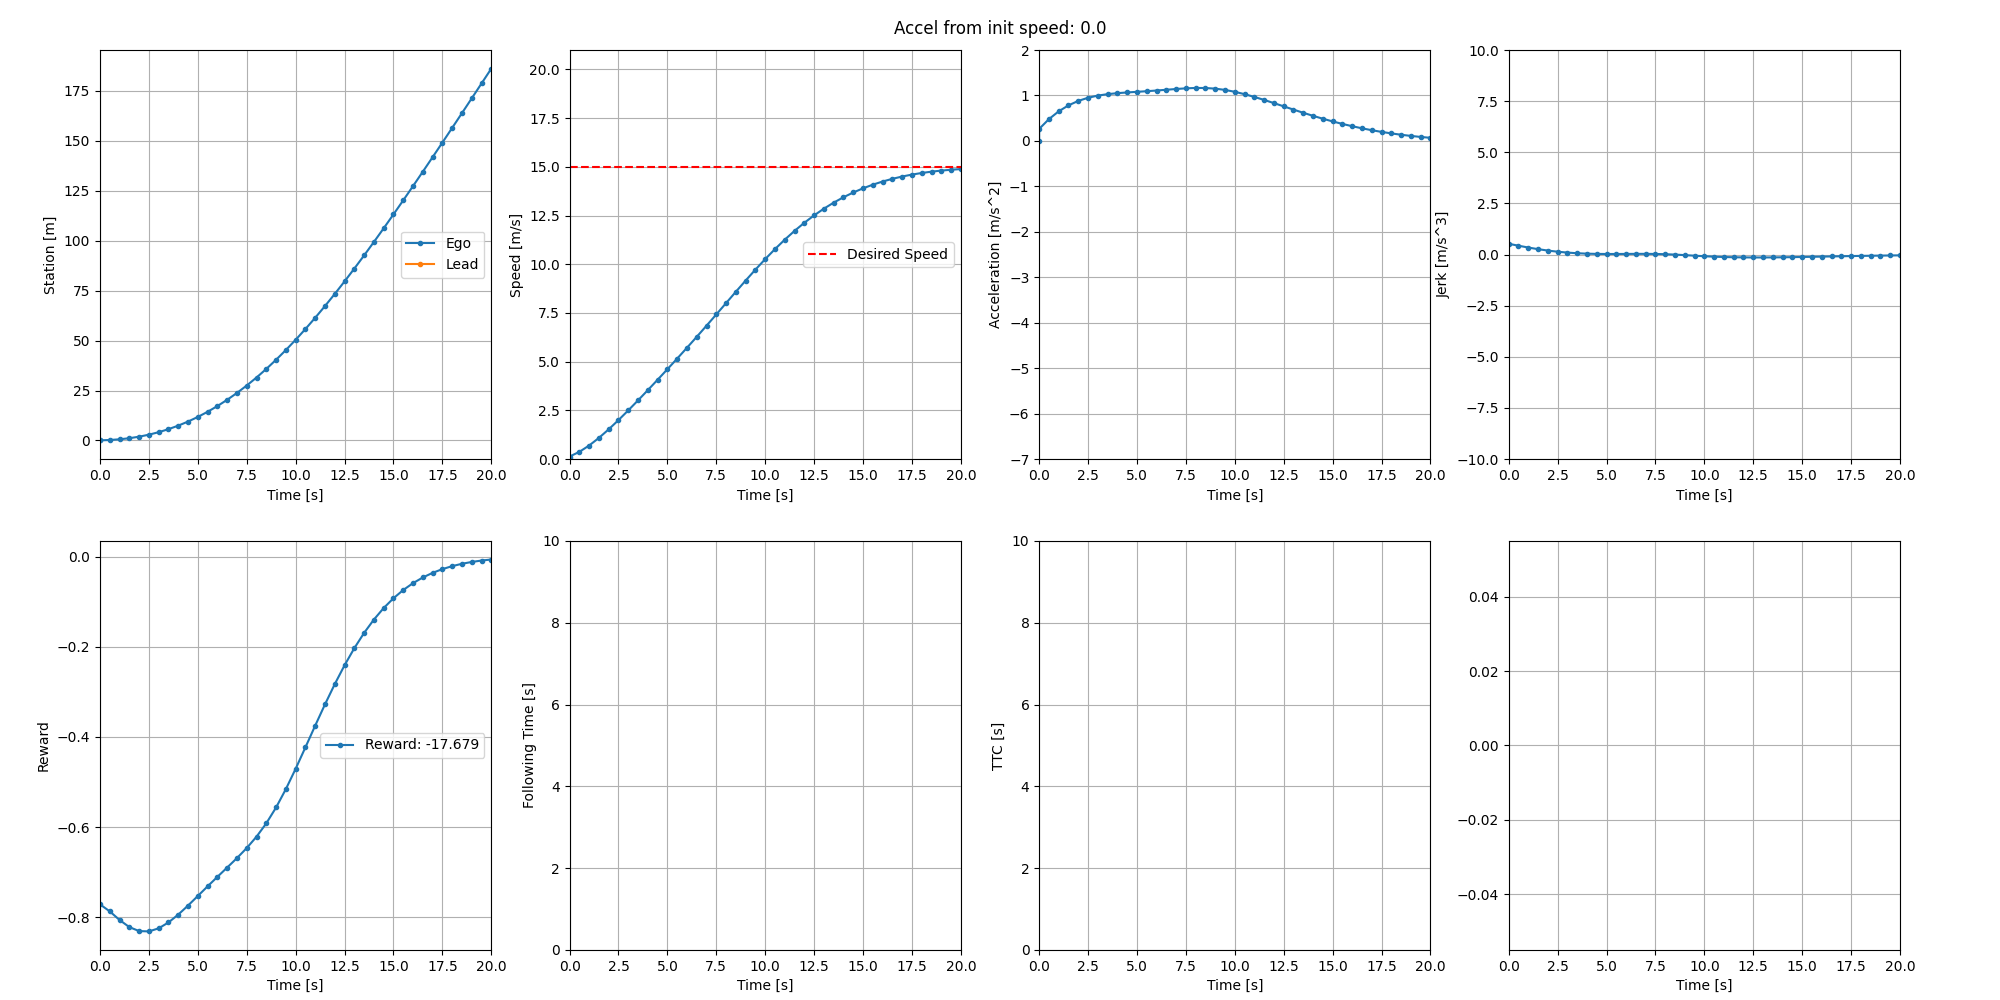 Accel from init speed: 0.0
Station [m]
175
150
125
100
75
50
25
0
Ego
Lead
0.0 2.5 5.0 7.5 10.0 12.5 15.0 17.5 20.0
Time [s]
Speed [m/s]
20.0
17.5
15.0
12.5
10.0
7.5
5.0
2.5
0.0
Desired Speed
0.0 2.5 5.0 7.5 10.0 12.5 15.0 17.5 20.0
Time [s]
Acceleration [m/s^2]
2
1
0
−1
−2
−3
−4
−5
−6
−7
0.0 2.5 5.0 7.5 10.0 12.5 15.0 17.5 20.0
Time [s]
Jerk [m/s^3]
10.0
7.5
5.0
2.5
0.0
−2.5
−5.0
−7.5
−10.0
0.0 2.5 5.0 7.5 10.0 12.5 15.0 17.5 20.0
Time [s]
Reward
0.0
−0.2
−0.4
−0.6
−0.8
Reward: -17.679
0.0 2.5 5.0 7.5 10.0 12.5 15.0 17.5 20.0
Time [s]
Following Time [s]
10
8
6
4
2
0
0.0 2.5 5.0 7.5 10.0 12.5 15.0 17.5 20.0
Time [s]
TTC [s]
10
8
6
4
2
0
0.0 2.5 5.0 7.5 10.0 12.5 15.0 17.5 20.0
Time [s]
0.04
0.02
0.00
−0.02
−0.04
0.0 2.5 5.0 7.5 10.0 12.5 15.0 17.5 20.0
Time [s]